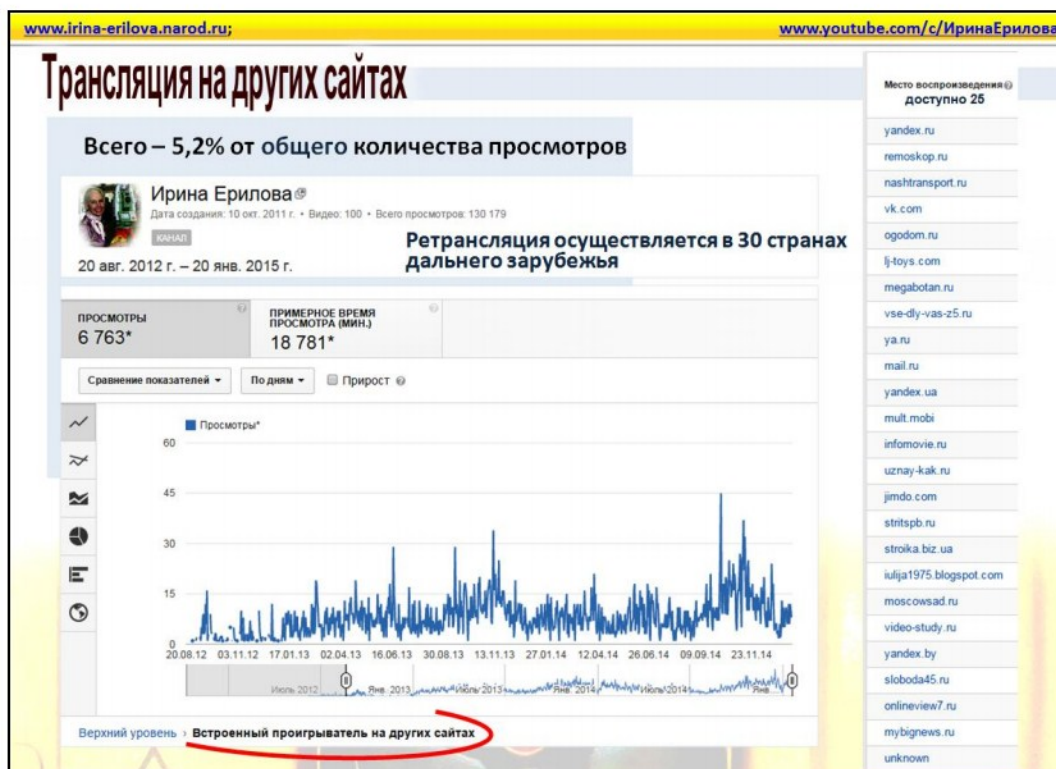 www.irina-erilova.narod.ru;
www.youtube.com/c/ИринаЕрилова
Трансляция на других сайтах
Всего – 5,2% от общего количества просмотров
Ирина Ерилова
Дата создания: 10 окт. 2011 г. • Видео: 100 • Всего просмотров: 130 179
КАНАЛ
Ретрансляция осуществляется в 30 странах
дальнего зарубежья
20 авг. 2012 г. – 20 янв. 2015 г.
ПРОСМОТРЫ
6 763*
ПРИМЕРНОЕ ВРЕМЯ
ПРОСМОТРА (МИН.)
18 781*
Сравнение показателей
По дням
Прирост
Просмотры*
60
45
30
15
0
20.08.12 03.11.12 17.01.13 02.04.13 16.06.13 30.08.13 13.11.13 27.01.14 12.04.14 26.06.14 09.09.14 23.11.14
Июль 2012 Янв. 2013 Июль 2013 Янв. 2014 Июль 2014 Янв.
Верхний уровень › Встроенный проигрыватель на других сайтах
Место воспроизведения
доступно 25
yandex.ru
remoskop.ru
nashtransport.ru
vk.com
ogodom.ru
lj-toys.com
megabotan.ru
vse-dly-vas-z5.ru
ya.ru
mail.ru
yandex.ua
mult.mobi
infomovie.ru
uznay-kak.ru
jimdo.com
stritspb.ru
stroika.biz.ua
iulija1975.blogspot.com
moscowsad.ru
video-study.ru
yandex.by
sloboda45.ru
onlineview7.ru
mybignews.ru
unknown